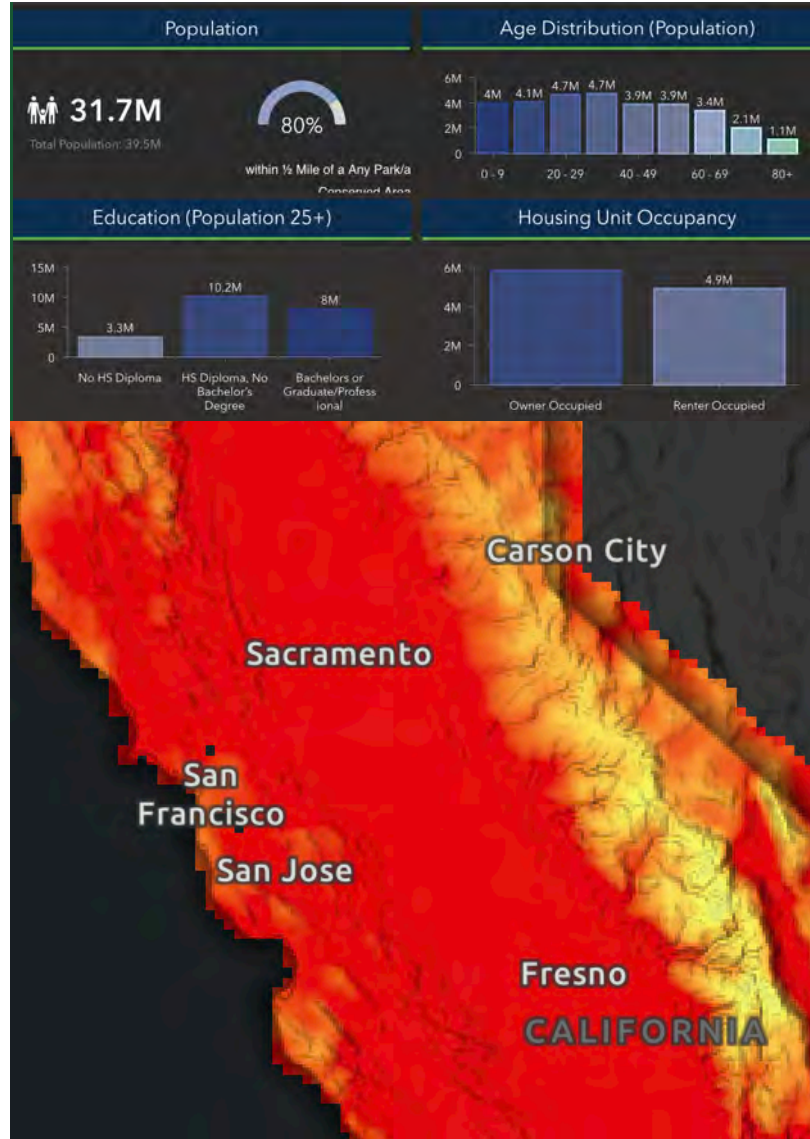 Population
31.7M
Total Population: 39.5M
80%
within ½ Mile of a Any Park/a
Conserved Area
Age Distribution (Population)
6M
4M
2M
0
4M
4.1M
4.7M
4.7M
3.9M
3.9M
3.4M
2.1M
1.1M
0 - 9
20 - 29
40 - 49
60 - 69
80+
Education (Population 25+)
15M
10M
5M
0
3.3M
10.2M
8M
No HS Diploma
HS Diploma, No
Bachelor's
Degree
Bachelors or
Graduate/Profess
ional
Housing Unit Occupancy
6M
4M
2M
0
4.9M
Owner Occupied
Renter Occupied
Carson City
Sacramento
San
Francisco
San Jose
Fresno
CALIFORNIA